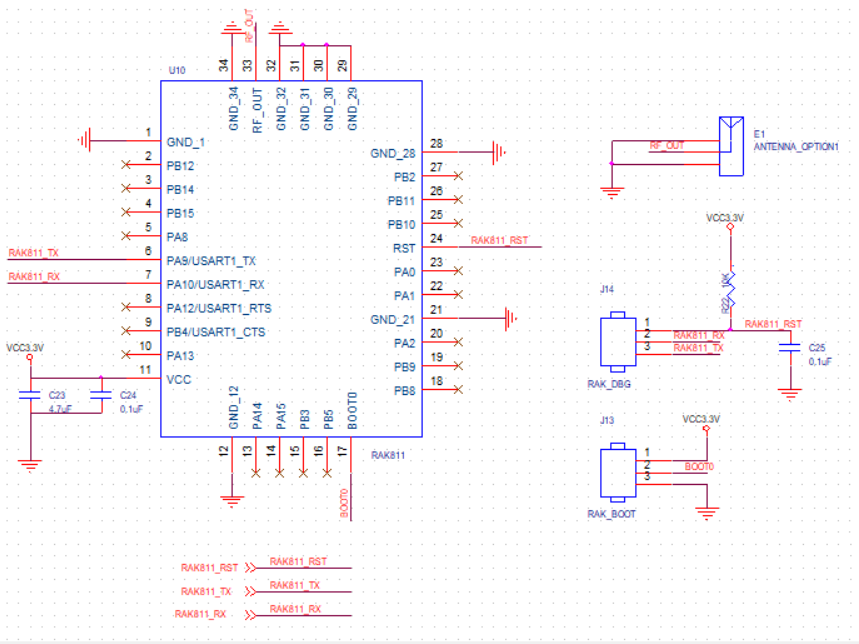 RF_OUT
34
33
32
31
30
29
U10
GND_34
RF_OUT
GND_32
GND_31
GND_30
GND_29
1
GND_1
2
PB12
3
PB14
4
PB15
5
PA8
RAK811_TX
6
PA9/USART1_TX
RAK811_RX
7
PA10/USART1_RX
8
PA12/USART1_RTS
9
PB4/USART1_CTS
10
PA13
11
VCC
28
GND_28
27
PB2
26
PB11
25
PB10
24
RST
RAK811_RST
23
PA0
22
PA1
21
GND_21
20
PA2
19
PB9
18
PB8
VCC3.3V
C23
4.7uF
C24
0.1uF
GND_12
PA14
PA15
PB3
PB5
BOOT0
12
13
14
15
16
17
RAK811
BOOT0
E1
RF_OUT
ANTENNA_OPTION1
VCC3.3V
R22
10K
J14
1
RAK811_RST
2
RAK811_RX
3
RAK811_TX
C25
0.1uF
RAK_DBG
J13
VCC3.3V
1
2
BOOT0
3
RAK_BOOT
RAK811_RST
RAK811_RST
RAK811_TX
RAK811_TX
RAK811_RX
RAK811_RX